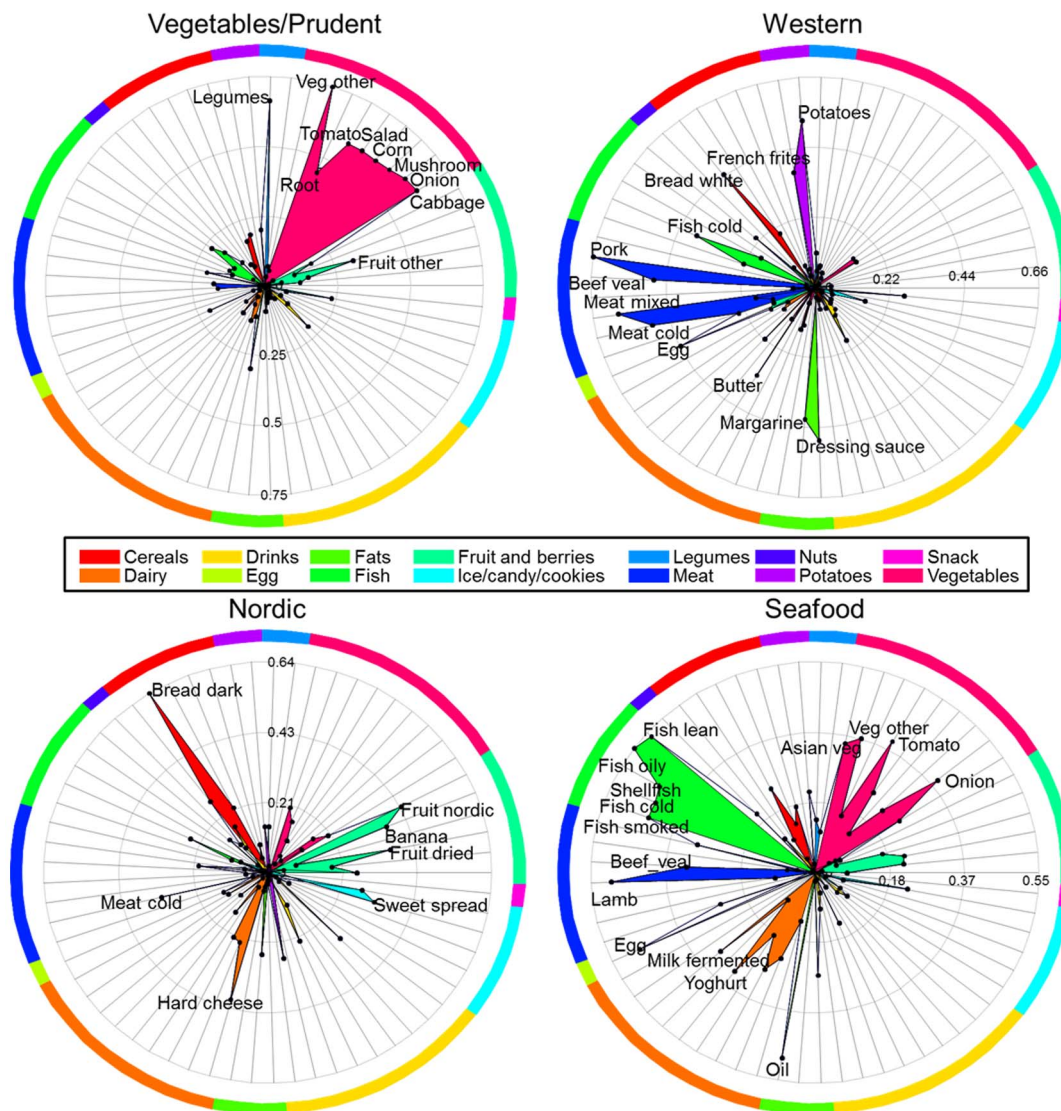 Vegetables/Prudent
Western
Veg other
Legumes
Tomato
Salad
Corn
Mushroom
Root
Onion
Cabbage
Fruit other
0.25
0.5
0.75
Potatoes
French frites
Bread white
Fish cold
Pork
Beef veal
Meat mixed
Meat cold
Egg
Butter
Margarine
Dressing sauce
0.22
0.44
0.66
Cereals
Drinks
Fats
Fruit and berries
Legumes
Nuts
Snack
Dairy
Egg
Fish
Ice/candy/cookies
Meat
Potatoes
Vegetables
Nordic
Seafood
0.64
Bread dark
0.43
0.21
Fruit nordic
Banana
Fruit dried
Meat cold
Sweet spread
Hard cheese
Fish lean
Veg other
Asian veg
Tomato
Fish oily
Onion
Shellfish
Fish cold
Fish smoked
Beef_veal
0.18
0.37
0.55
Lamb
Egg
Milk fermented
Yoghurt
Oil